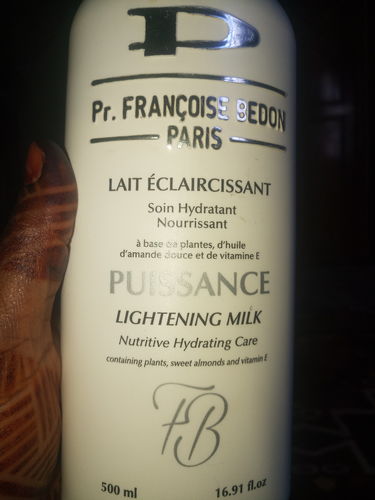 Pr. FRANÇOISE BEDON
PARIS
LAIT ÉCLAIRCISSANT
Soin Hydratant
Nourrissant
à base de plantes, d'huile
d'amande douce et de vitamine E
PUISSANCE
LIGHTENING MILK
Nutritive Hydrating Care
containing plants, sweet almonds and vitamin E
FB
500 ml 16.91 fl.oz